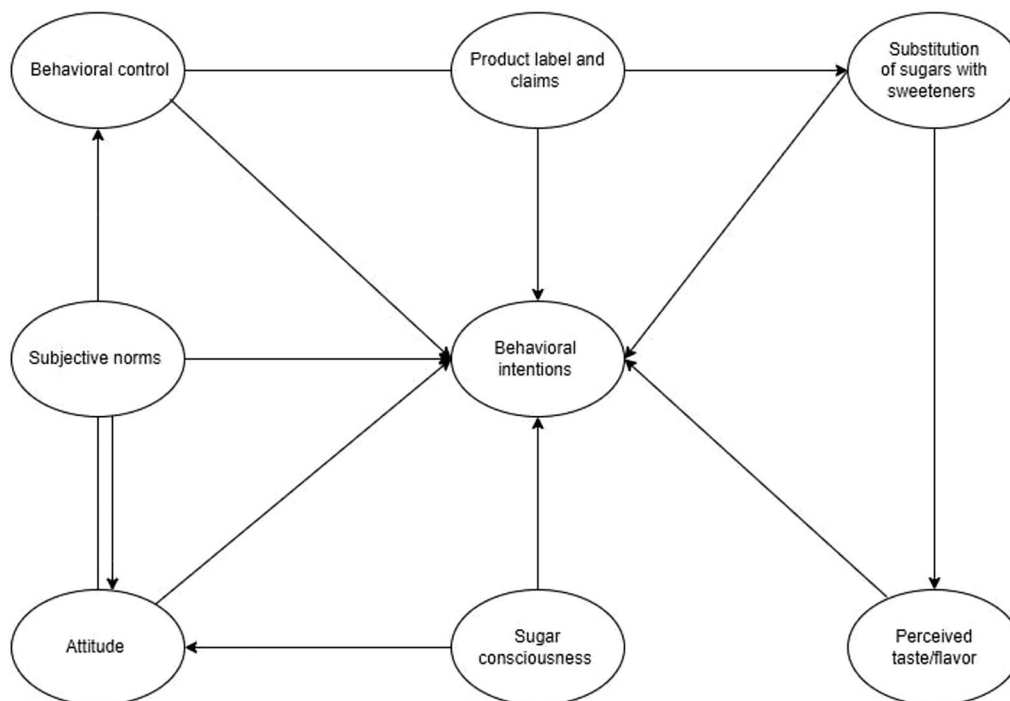 Behavioral control
Product label and
claims
Substitution
of sugars with
sweeteners
Subjective norms
Behavioral
intentions
Attitude
Sugar
consciousness
Perceived
taste/flavor